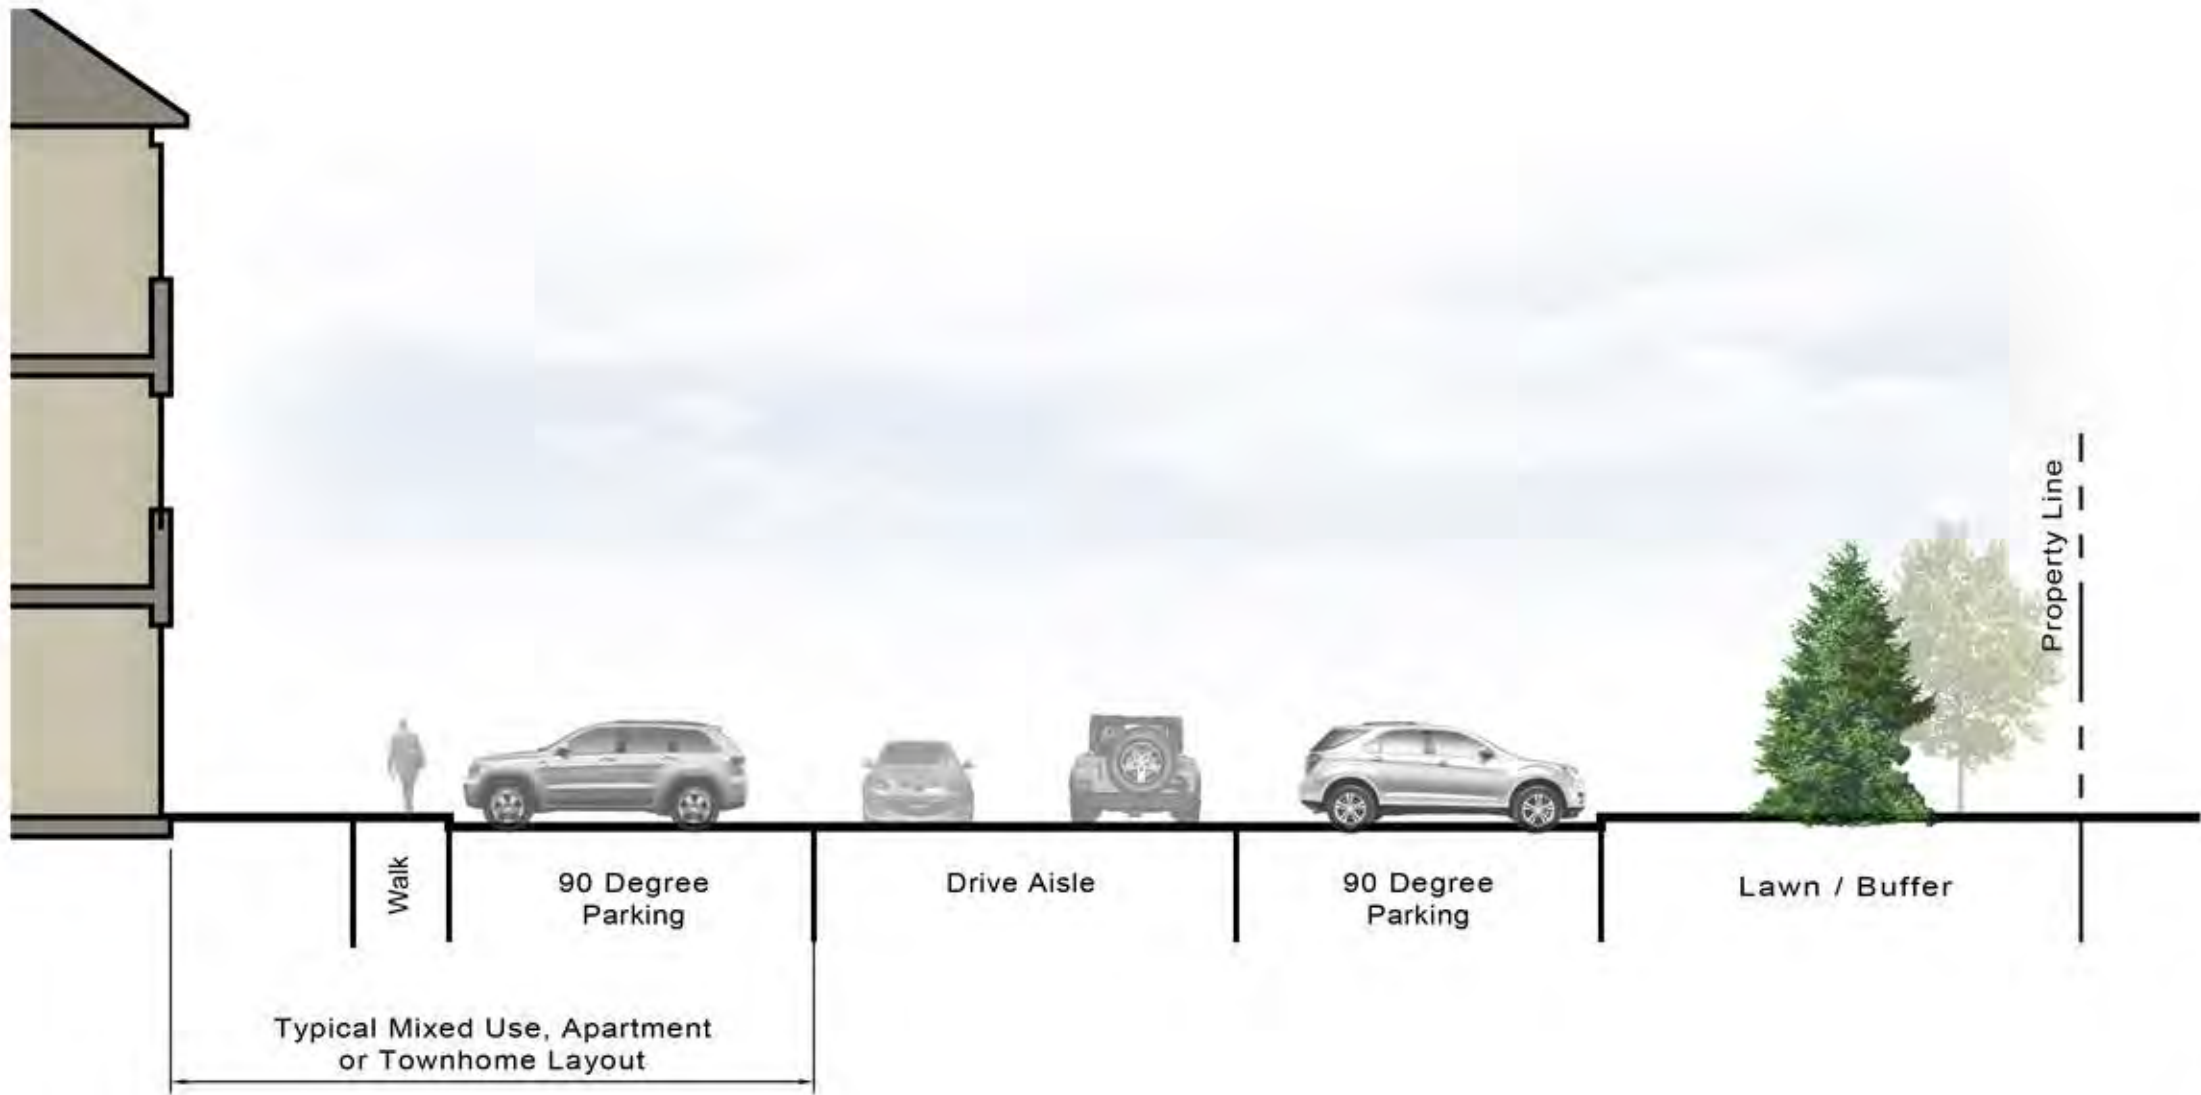 Property Line
Walk
90 Degree
Parking
Drive Aisle
90 Degree
Parking
Lawn / Buffer
Typical Mixed Use, Apartment
or Townhome Layout